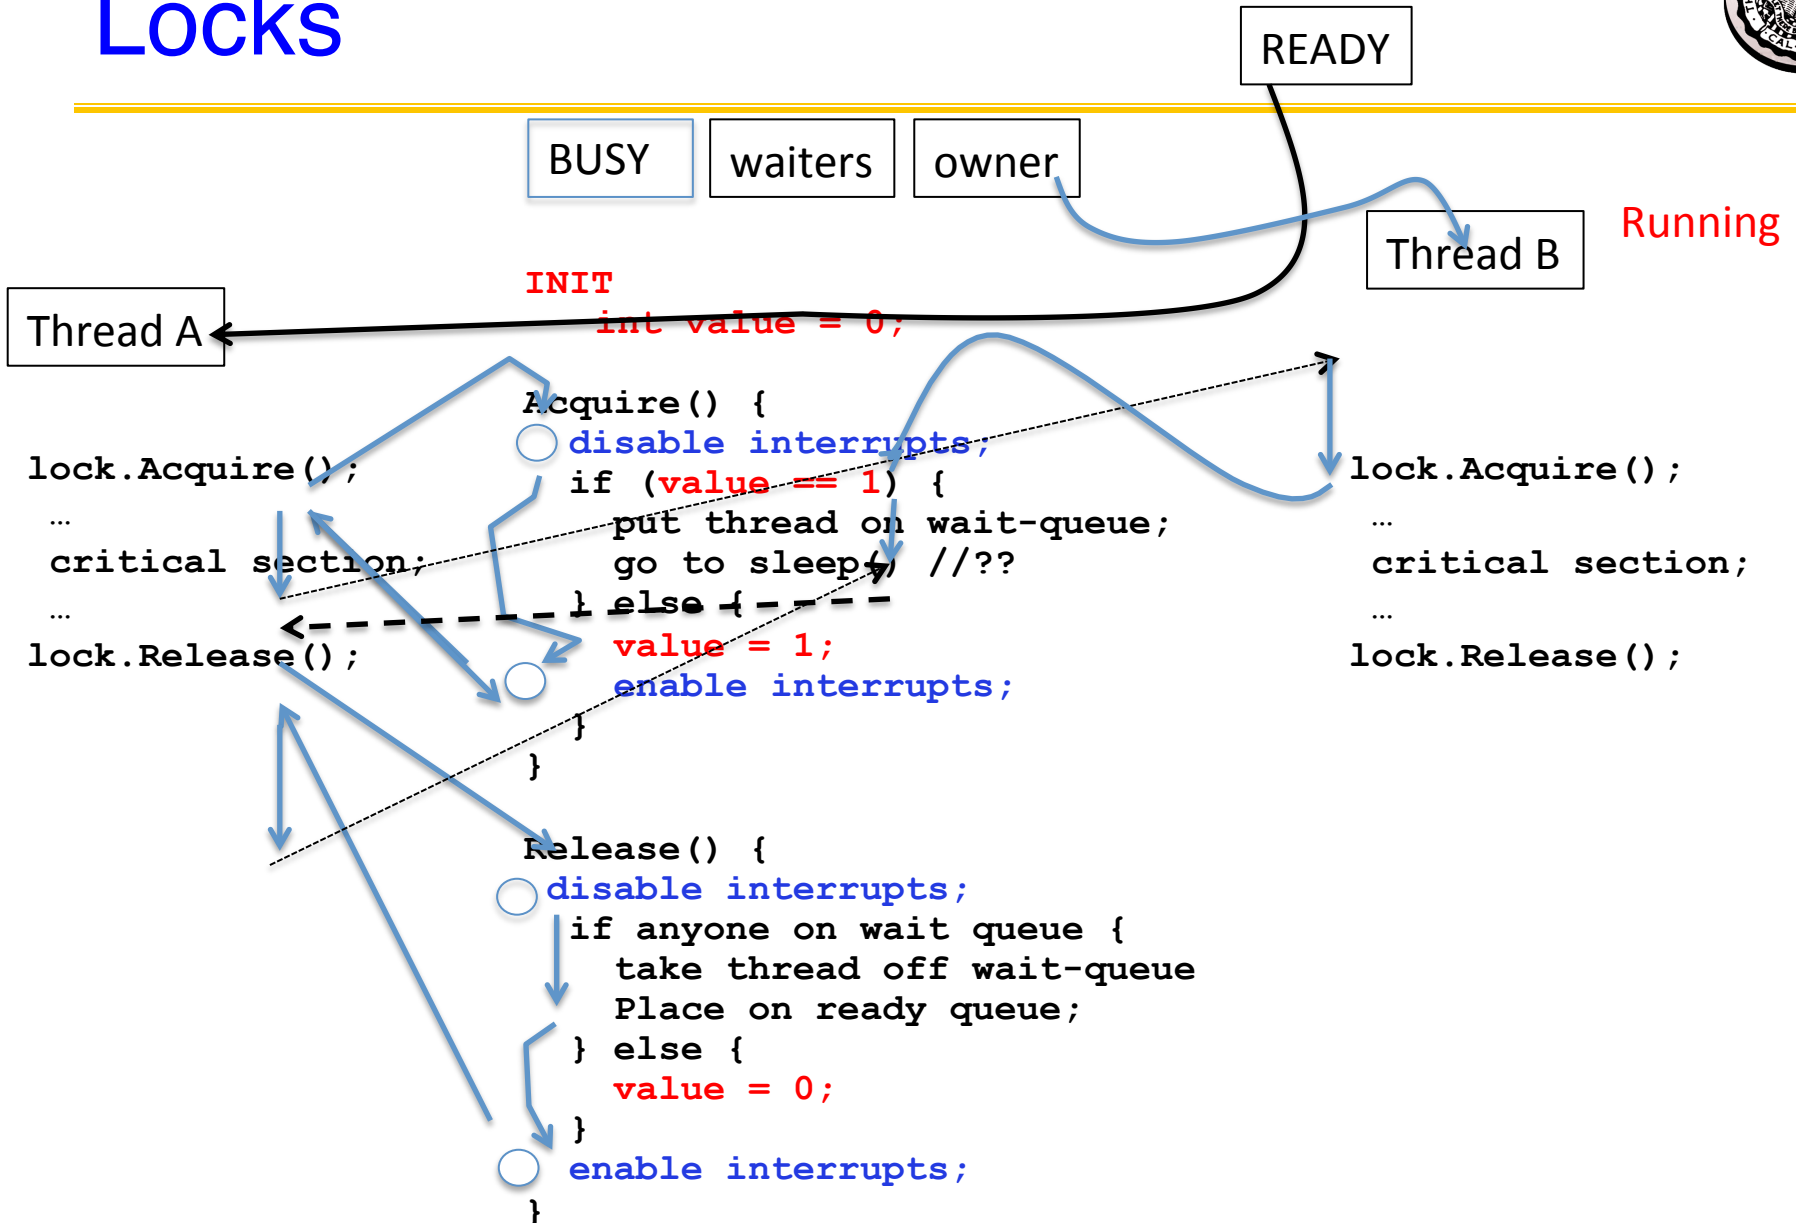 Locks
READY
BUSY
waiters
owner
Running
Thread B
INIT
int value = 0;
Thread A
Acquire() {
disable interrupts;
if (value == 1) {
put thread on wait-queue;
go to sleep() //??
} else {
value = 1;
enable interrupts;
}
}
lock.Acquire();
…
critical section;
…
lock.Release();
lock.Acquire();
…
critical section;
…
lock.Release();
Release() {
disable interrupts;
if anyone on wait queue {
take thread off wait-queue
Place on ready queue;
} else {
value = 0;
}
enable interrupts;
}